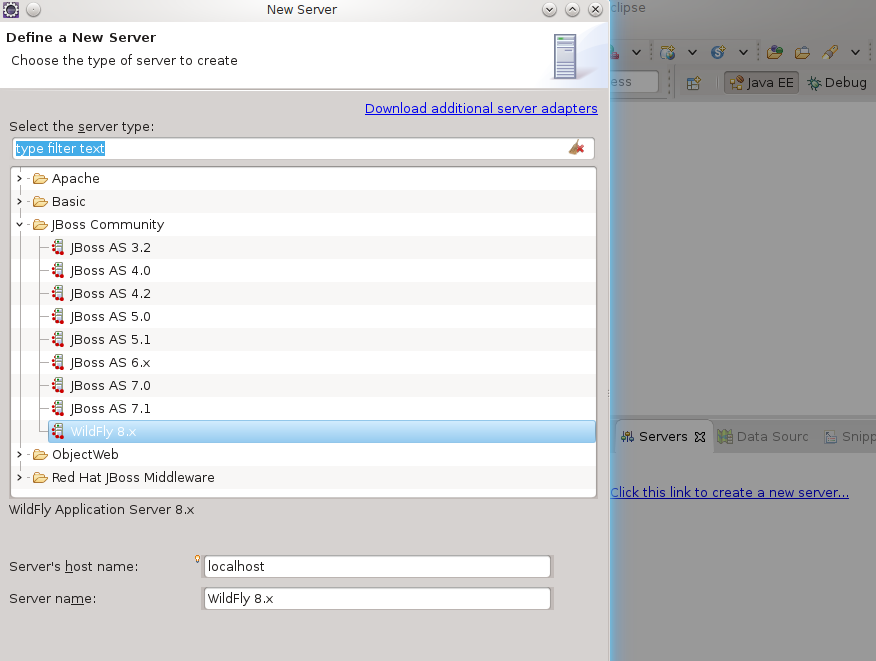 New Server
clipse
Define a New Server
Choose the type of server to create
Download additional server adapters
Select the server type:
type filter text
Apache
Basic
JBoss Community
JBoss AS 3.2
JBoss AS 4.0
JBoss AS 4.2
JBoss AS 5.0
JBoss AS 5.1
JBoss AS 6.x
JBoss AS 7.0
JBoss AS 7.1
WildFly 8.x
ObjectWeb
Red Hat JBoss Middleware
WildFly Application Server 8.x
Server's host name:
localhost
Server name:
WildFly 8.x
ess
Java EE
Debug
Servers
Data Sourc
Snipp
Click this link to create a new server...